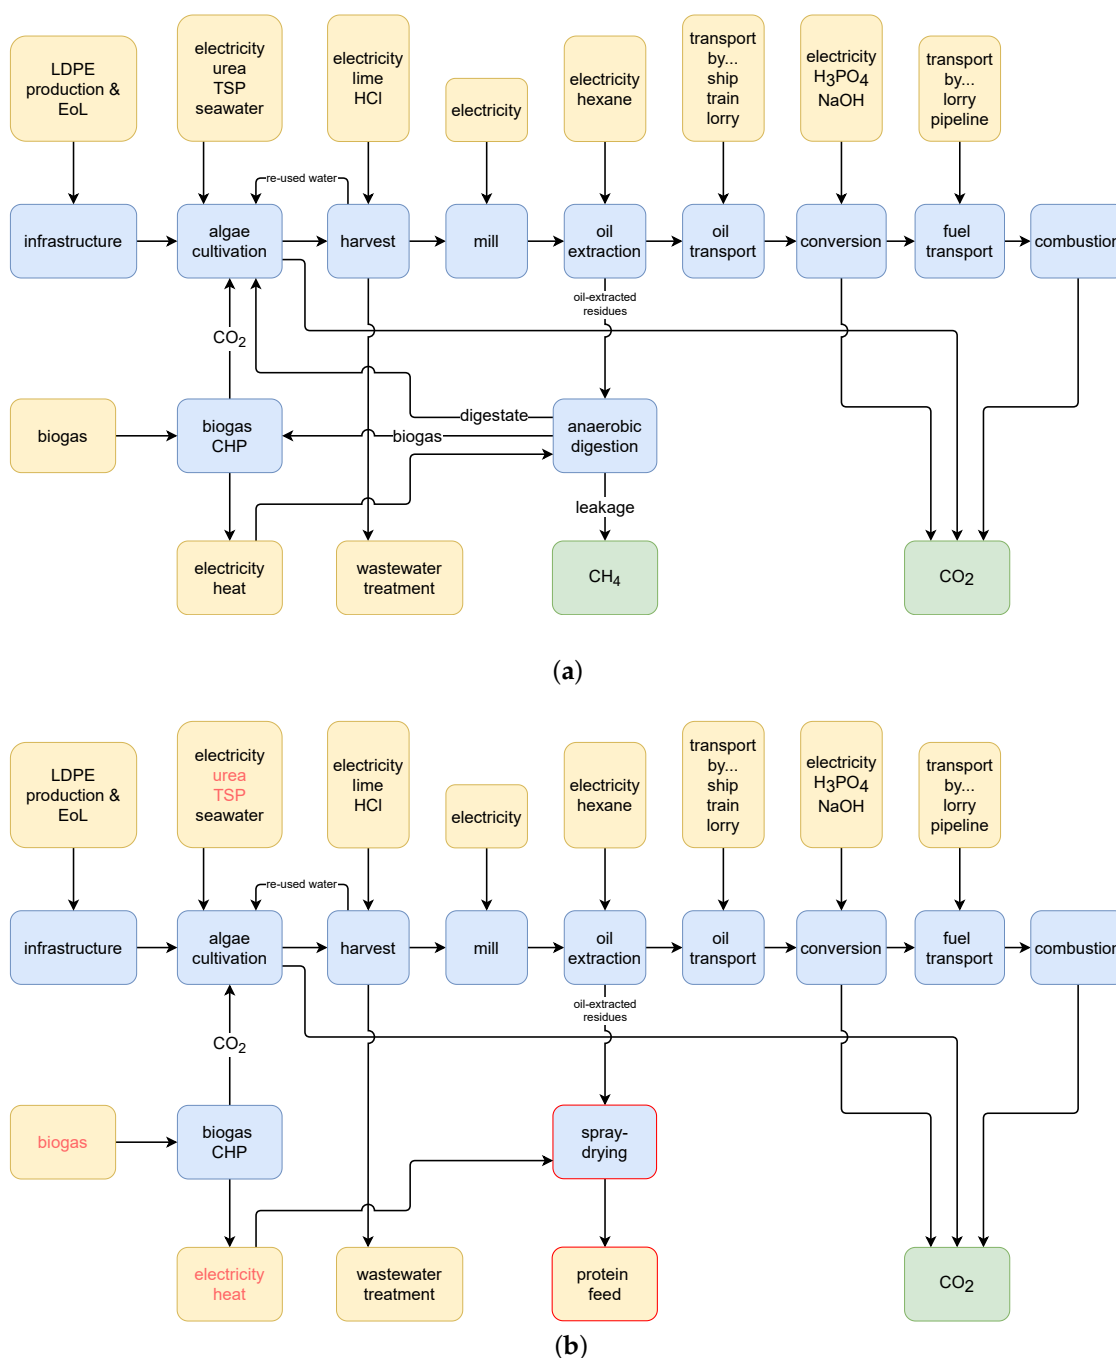 LDPE
production &
EoL
electricity
urea
TSP
seawater
electricity
lime
HCl
electricity
electricity
hexane
transport
by...
ship
train
lorry
electricity
H3PO4
NaOH
transport
by...
lorry
pipeline
re-used water
infrastructure
algae
cultivation
harvest
mill
oil
extraction
oil
transport
conversion
fuel
transport
combustion
oil-extracted
residues
CO2
digestate
biogas
biogas
CHP
biogas
anaerobic
digestion
leakage
electricity
heat
wastewater
treatment
CH4
CO2
(a)
LDPE
production &
EoL
electricity
urea
TSP
seawater
electricity
lime
HCl
electricity
electricity
hexane
transport
by...
ship
train
lorry
electricity
H3PO4
NaOH
transport
by...
lorry
pipeline
re-used water
infrastructure
algae
cultivation
harvest
mill
oil
extraction
oil
transport
conversion
fuel
transport
combustion
oil-extracted
residues
CO2
biogas
biogas
CHP
spray-
drying
electricity
heat
wastewater
treatment
protein
feed
CO2
(b)